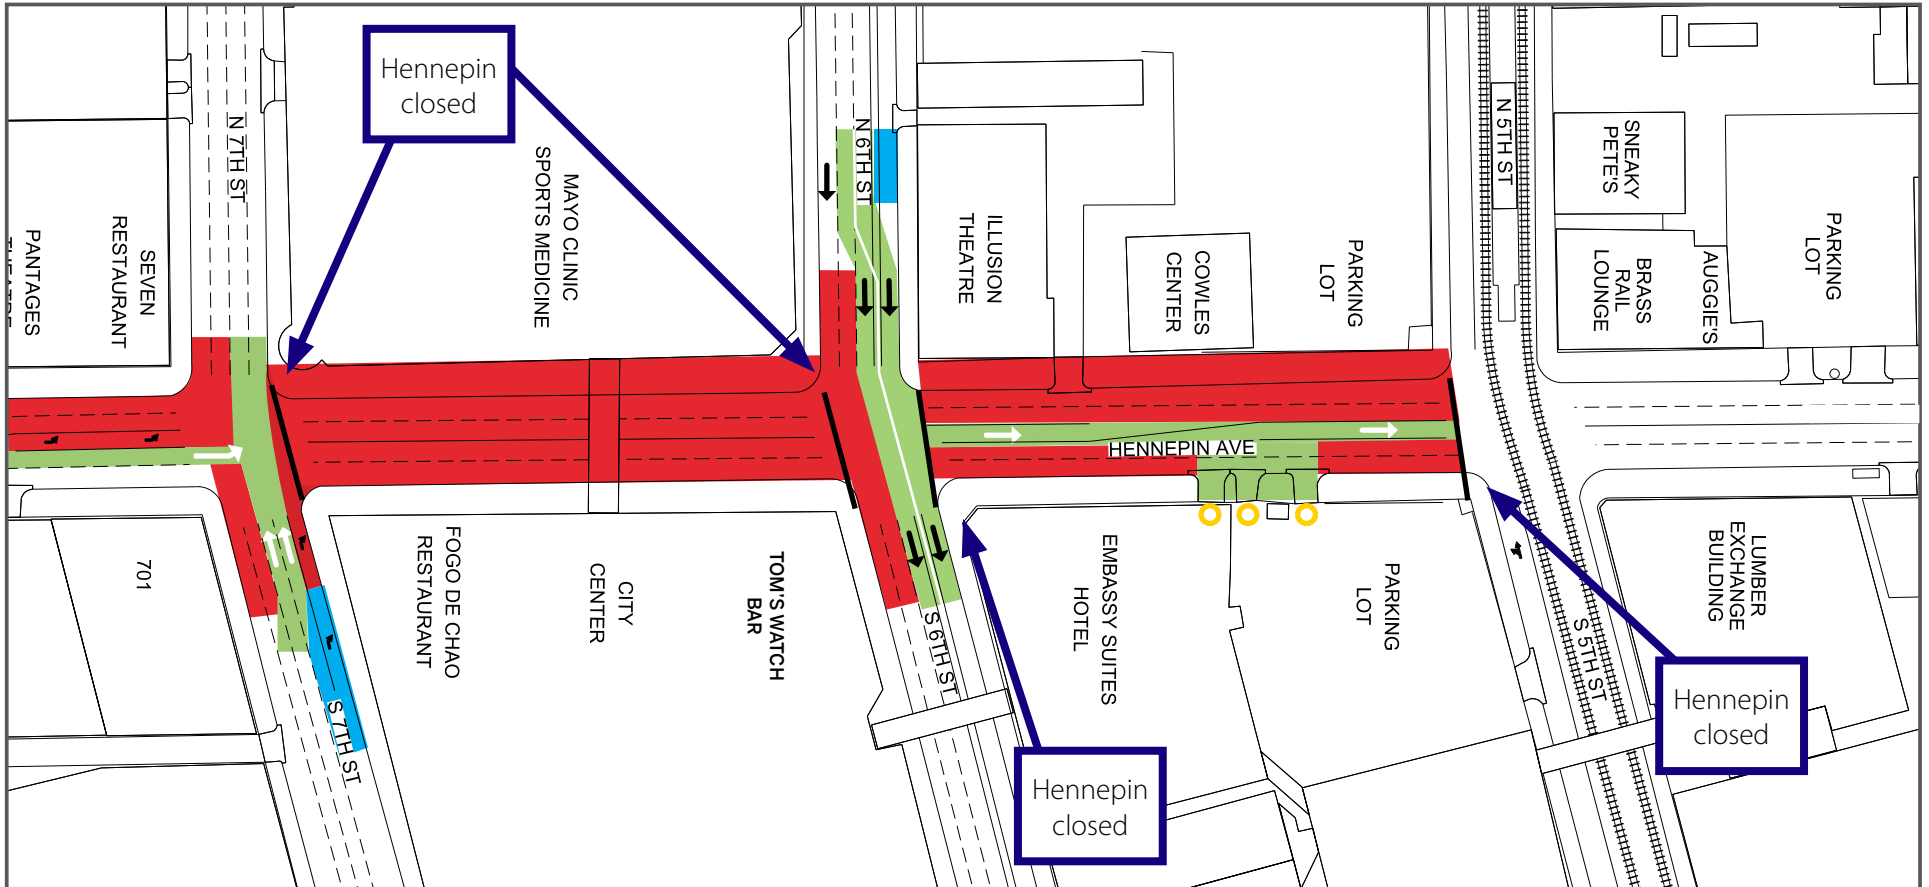 Hennepin
closed
N 7TH ST
SEVEN
RESTAURANT
PANTAGES
MAYO CLINIC
SPORTS MEDICINE
N 6TH ST
ILLUSION
THEATRE
COWLES
CENTER
PARKING
LOT
N 5TH ST
SNEAKY
PETE'S
BRASS
RAIL
LOUNGE
AUGGIE'S
PARKING
LOT
HENNEPIN AVE
701
S 7TH ST
FOGO DE CHAO
RESTAURANT
CITY
CENTER
TOM'S WATCH
BAR
S 6TH ST
EMBASSY SUITES
HOTEL
PARKING
LOT
S 5TH ST
LUMBER
EXCHANGE
BUILDING
Hennepin
closed
Hennepin
closed